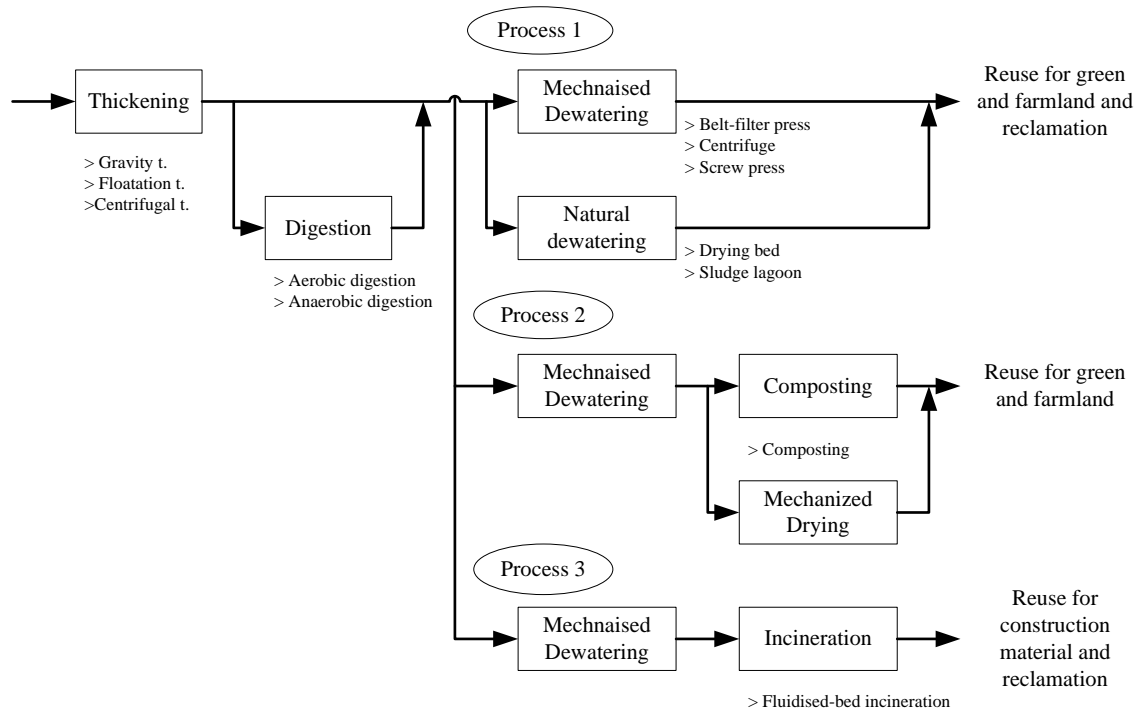 Process 1
Thickening
> Gravity t.
> Floatation t.
>Centrifugal t.
Digestion
> Aerobic digestion
> Anaerobic digestion
Mechnaised
Dewatering
> Belt-filter press
> Centrifuge
> Screw press
Natural
dewatering
> Drying bed
> Sludge lagoon
Reuse for green
and farmland and
reclamation
Process 2
Mechnaised
Dewatering
Composting
> Composting
Mechanized
Drying
Reuse for green
and farmland
Process 3
Mechnaised
Dewatering
Incineration
> Fluidised-bed incineration
Reuse for
construction
material and
reclamation